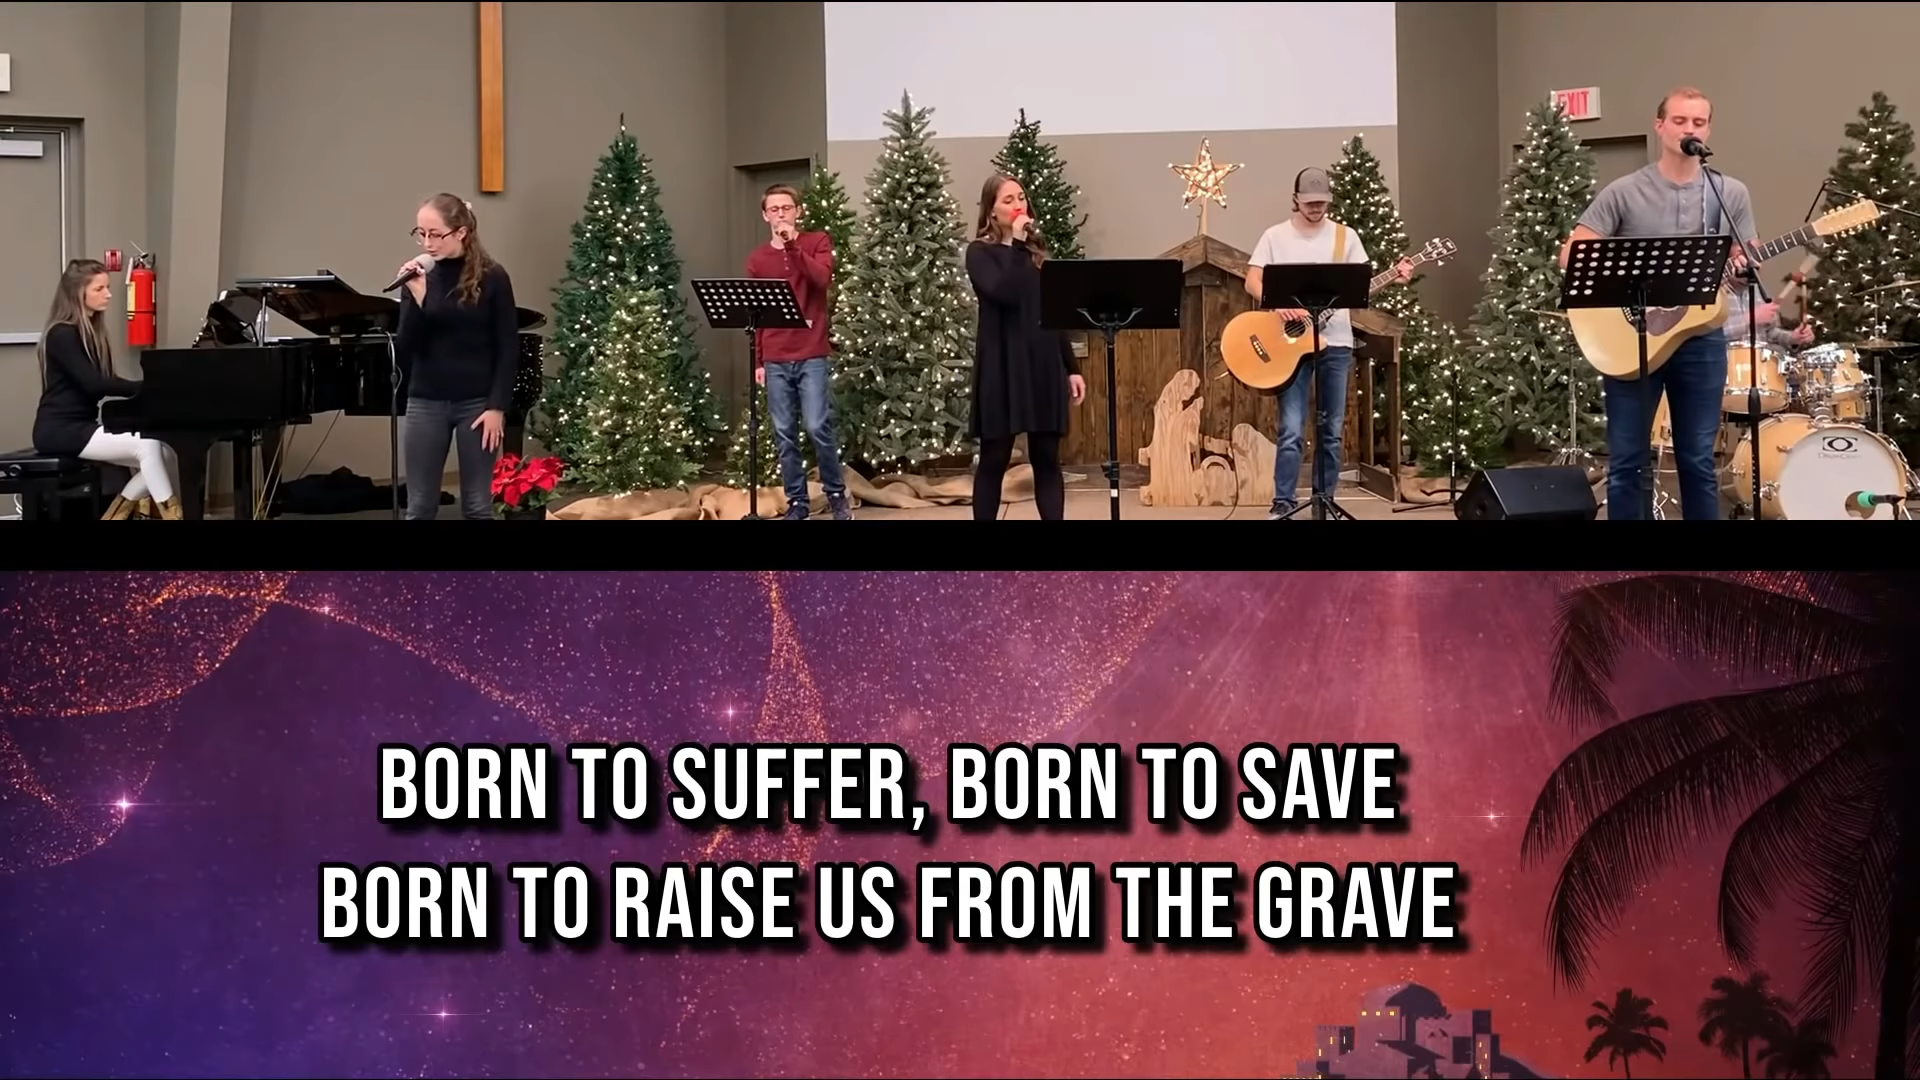 EXIT
BORN TO SUFFER, BORN TO SAVE
BORN TO RAISE US FROM THE GRAVE